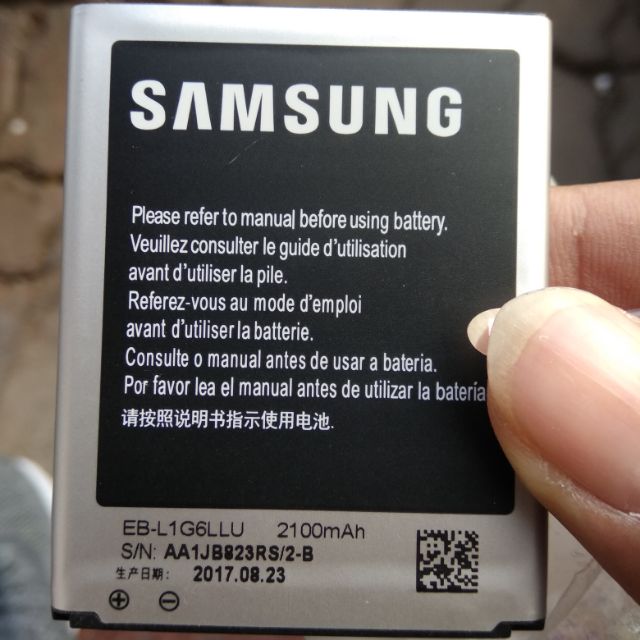 SAMSUNG
Please refer to manual before using battery.
Veuillez consulter le guide d'utilisation
avant d'utiliser la pile.
Referez-vous au mode d'emploi
avant d'utiliser la batterie.
Consulte o manual antes de usar a bateria.
Por favor lea el manual antes de utilizar la batería
请按照说明书指示使用电池.
EB-L1G6LLU 2100mAh
S/N: AA1JB823RS/2-B
生产日期: 2017.08.23